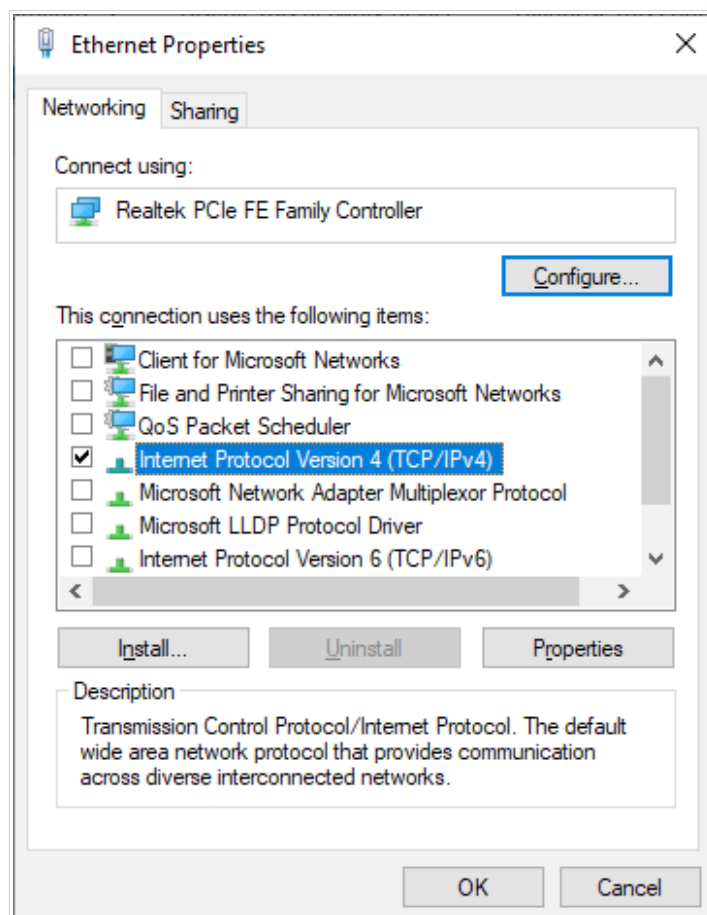 Ethernet Properties
Networking
Sharing
Connect using:
Realtek PCIe FE Family Controller
Configure...
This connection uses the following items:
Client for Microsoft Networks
File and Printer Sharing for Microsoft Networks
QoS Packet Scheduler
Internet Protocol Version 4 (TCP/IPv4)
Microsoft Network Adapter Multiplexor Protocol
Microsoft LLDP Protocol Driver
Internet Protocol Version 6 (TCP/IPv6)
Install...
Uninstall
Properties
Description
Transmission Control Protocol/Internet Protocol. The default
wide area network protocol that provides communication
across diverse interconnected networks.
OK
Cancel